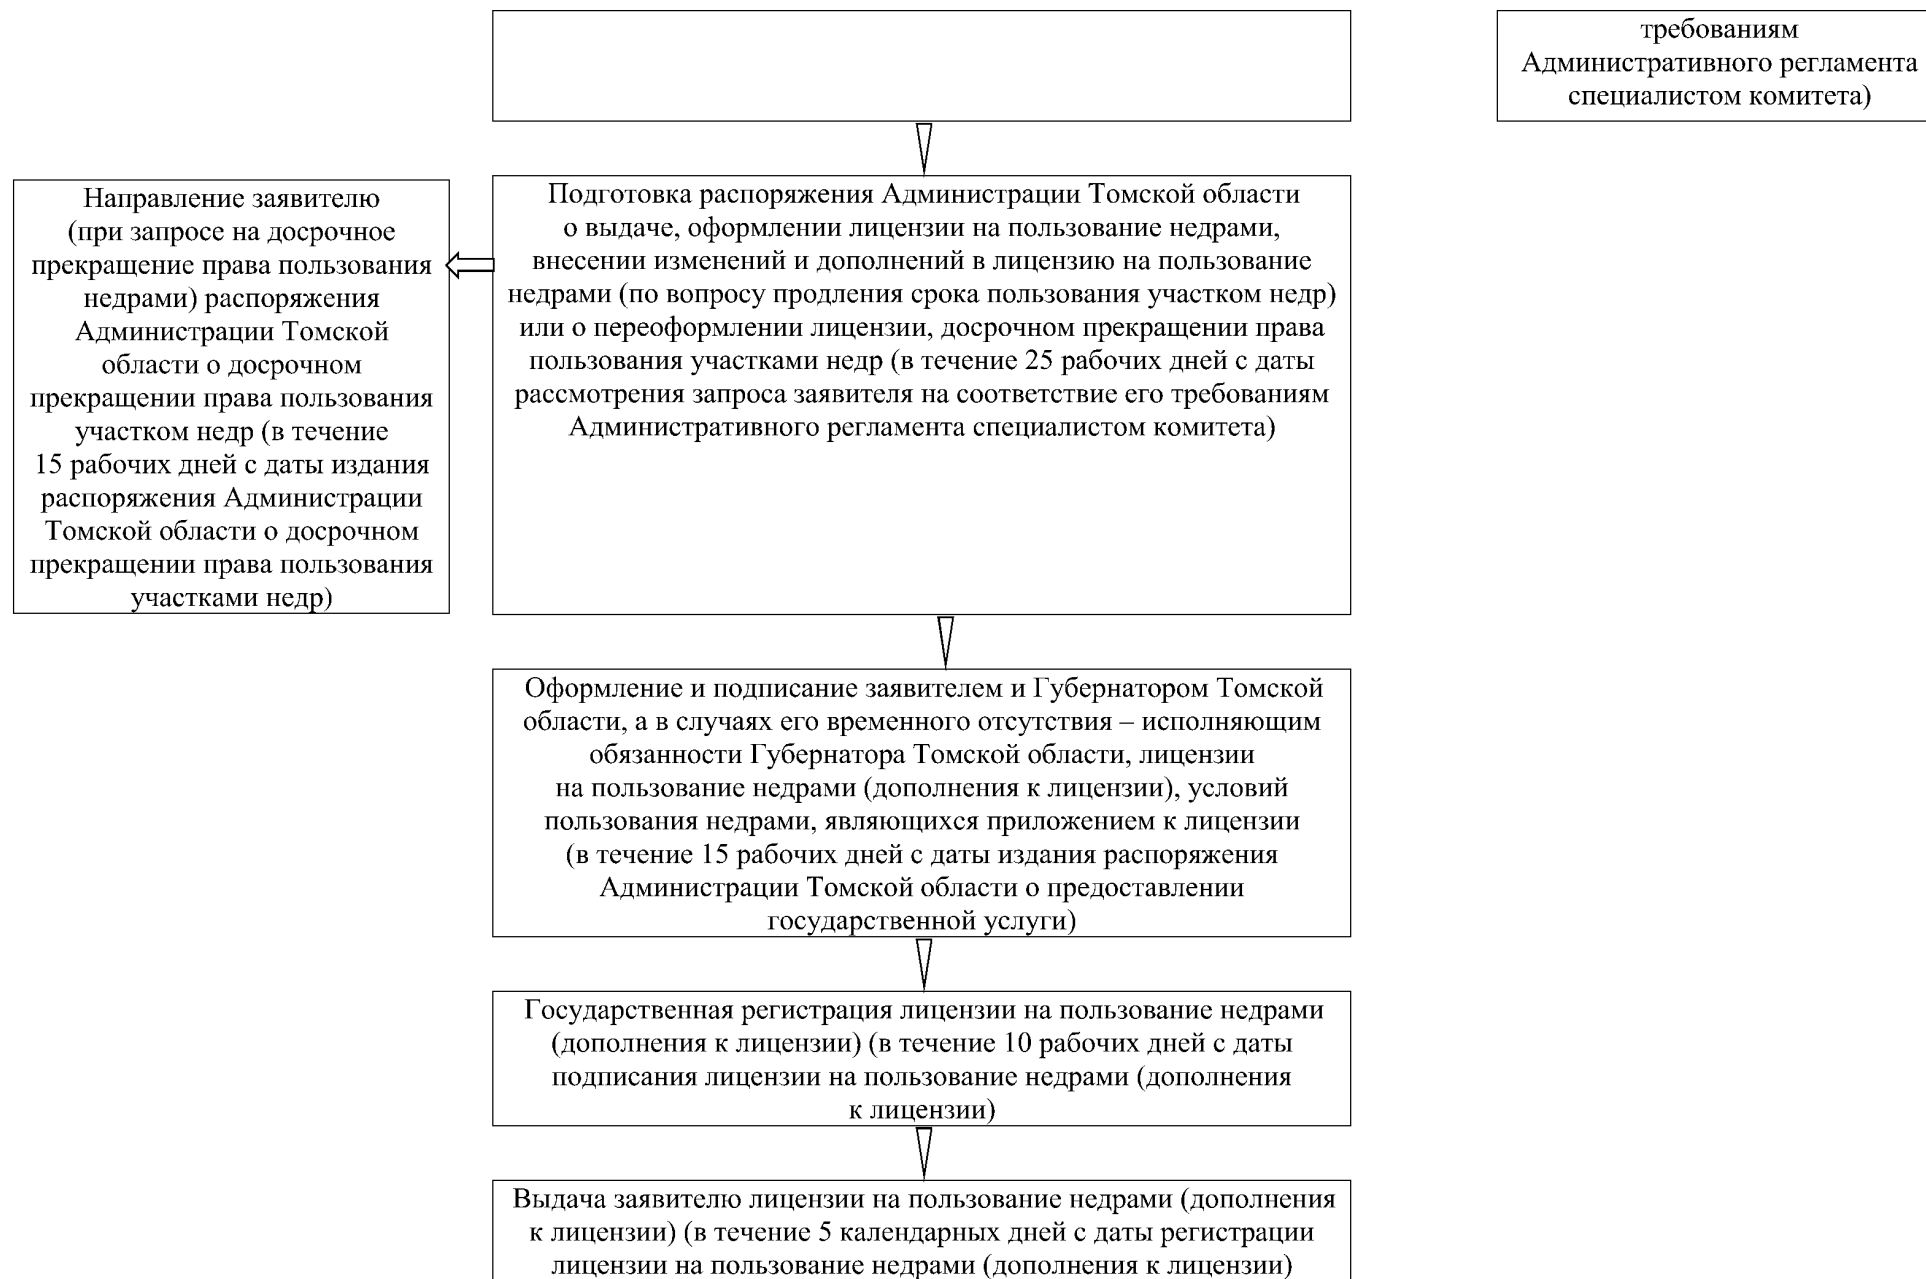 требованиям
Административного регламента
специалистом комитета)
Направление заявителю
(при запросе на досрочное
прекращение права пользования
недрами) распоряжения
Администрации Томской
области о досрочном
прекращении права пользования
участком недр (в течение
15 рабочих дней с даты издания
распоряжения Администрации
Томской области о досрочном
прекращении права пользования
участками недр)
Подготовка распоряжения Администрации Томской области
о выдаче, оформлении лицензии на пользование недрами,
внесении изменений и дополнений в лицензию на пользование
недрами (по вопросу продления срока пользования участком недр)
или о переоформлении лицензии, досрочном прекращении права
пользования участками недр (в течение 25 рабочих дней с даты
рассмотрения запроса заявителя на соответствие его требованиям
Административного регламента специалистом комитета)
Оформление и подписание заявителем и Губернатором Томской
области, а в случаях его временного отсутствия – исполняющим
обязанности Губернатора Томской области, лицензии
на пользование недрами (дополнения к лицензии), условий
пользования недрами, являющихся приложением к лицензии
(в течение 15 рабочих дней с даты издания распоряжения
Администрации Томской области о предоставлении
государственной услуги)
Государственная регистрация лицензии на пользование недрами
(дополнения к лицензии) (в течение 10 рабочих дней с даты
подписания лицензии на пользование недрами (дополнения
к лицензии)
Выдача заявителю лицензии на пользование недрами (дополнения
к лицензии) (в течение 5 календарных дней с даты регистрации
лицензии на пользование недрами (дополнения к лицензии)